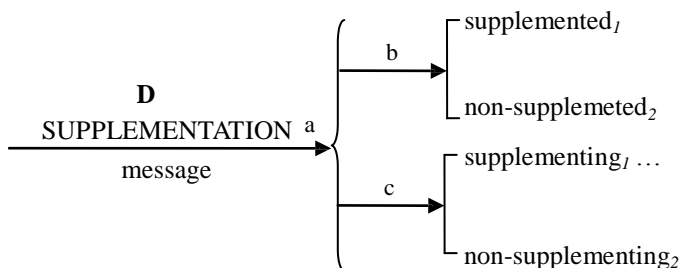 supplemented1
b
D
non-supplemeted2
SUPPLEMENTATION a
supplementing1 …
message
c
non-supplementing2